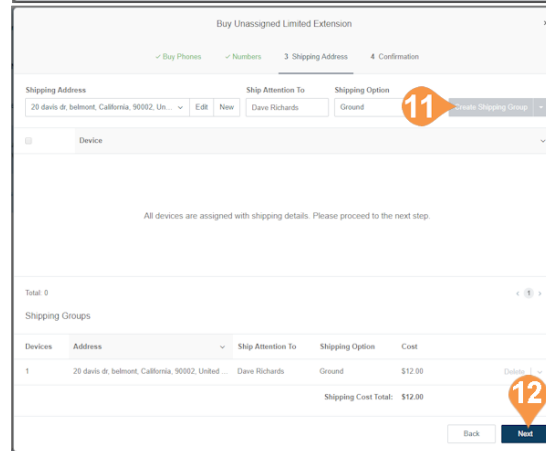 Buy Unassigned Limited Extension
✓ Buy Phones ✓ Numbers 3 Shipping Address 4 Confirmation
Shipping Address Ship Attention To Shipping Option
20 davis dr, belmont, California, 90002, Un... Edit New Dave Richards Ground 11 Create Shipping Group
Device
All devices are assigned with shipping details. Please proceed to the next step.
Total: 0 < 1 >
Shipping Groups
Devices Address Ship Attention To Shipping Option Cost
1 20 davis dr, belmont, California, 90002, United ... Dave Richards Ground $12.00 Delete
Shipping Cost Total: $12.00
12
Back Next